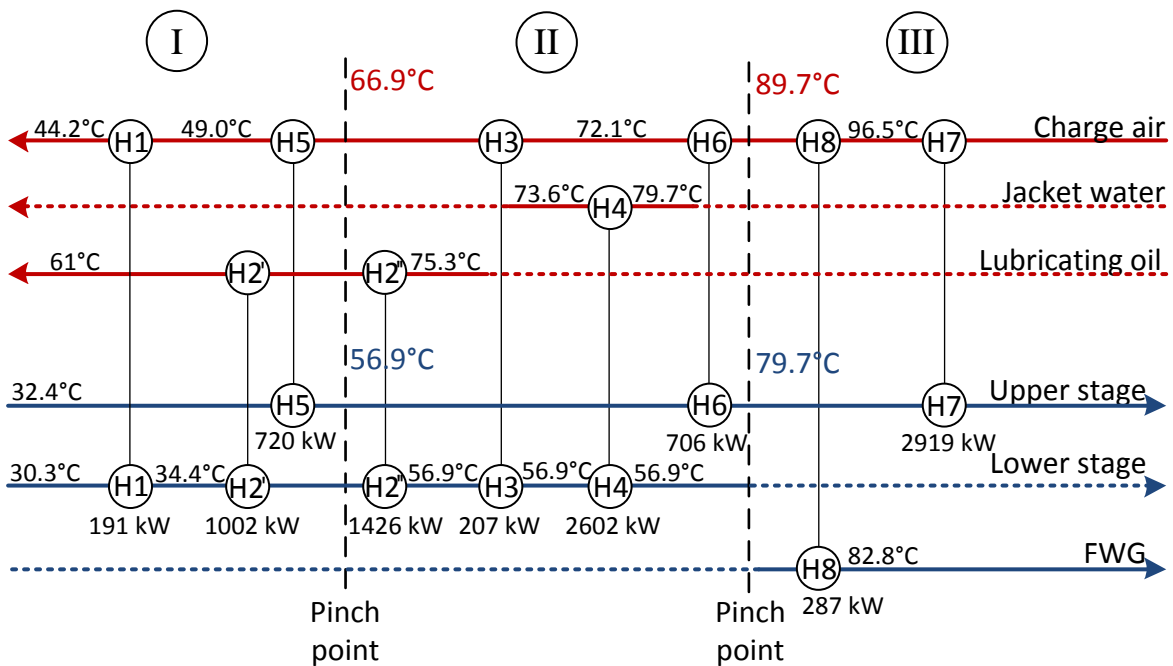 I II III
66.9°C 89.7°C
44.2°C 49.0°C 72.1°C 96.5°C Charge air
H1 H5 H3 H6 H8 H7
73.6°C 79.7°C Jacket water
H4
61°C 75.3°C Lubricating oil
H2' H2"
56.9°C 79.7°C
32.4°C Upper stage
H5 H6 H7
720 kW 706 kW 2919 kW
30.3°C 34.4°C 56.9°C 56.9°C 56.9°C Lower stage
H1 H2' H2" H3 H4
191 kW 1002 kW 1426 kW 207 kW 2602 kW
82.8°C FWG
H8
287 kW
Pinch Pinch
point point